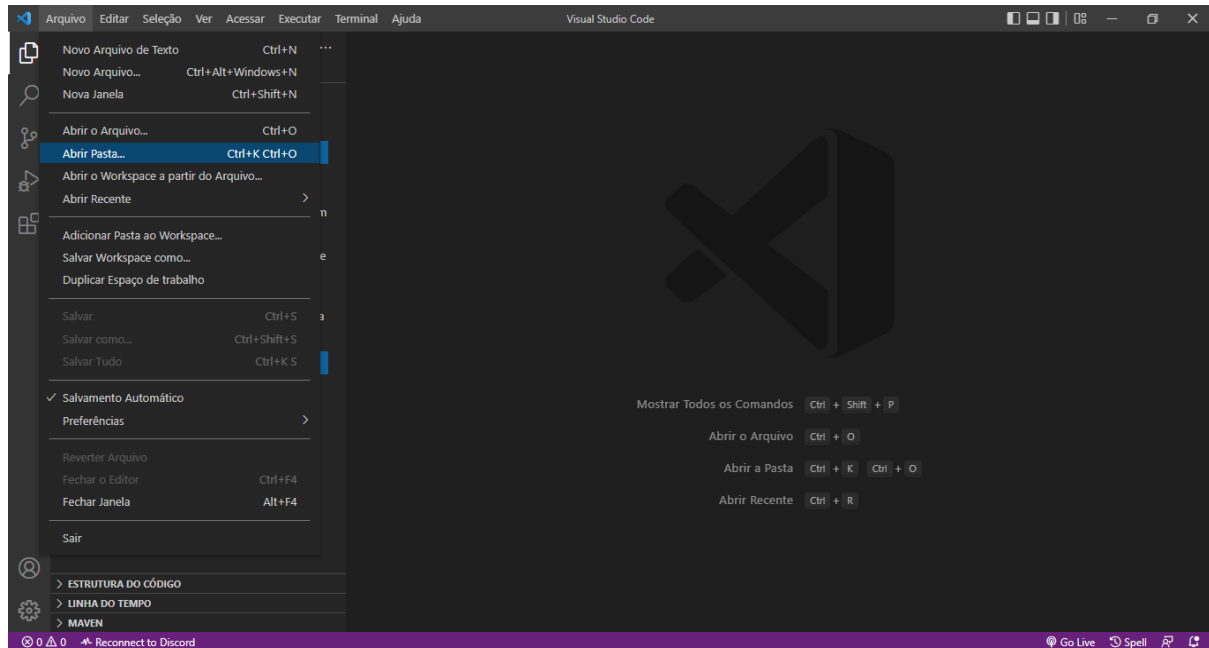 Arquivo Editar Seleção Ver Acessar Executar Terminal Ajuda Visual Studio Code
Novo Arquivo de Texto Ctrl+N
Novo Arquivo... Ctrl+Alt+Windows+N
Nova Janela Ctrl+Shift+N
Abrir o Arquivo... Ctrl+O
Abrir Pasta... Ctrl+K Ctrl+O
Abrir o Workspace a partir do Arquivo...
Abrir Recente
m
Adicionar Pasta ao Workspace...
Salvar Workspace como... e
Duplicar Espaço de trabalho
Salvar Ctrl+S a
Salvar como... Ctrl+Shift+S
Salvar Tudo Ctrl+K S
Salvamento Automático
Preferências
Reverter Arquivo
Fechar o Editor Ctrl+F4
Fechar Janela Alt+F4
Sair
Mostrar Todos os Comandos Ctrl + Shift + P
Abrir o Arquivo Ctrl + O
Abrir a Pasta Ctrl + K Ctrl + O
Abrir Recente Ctrl + R
ESTRUTURA DO CÓDIGO
LINHA DO TEMPO
MAVEN
0 0 Reconnect to Discord Go Live Spell